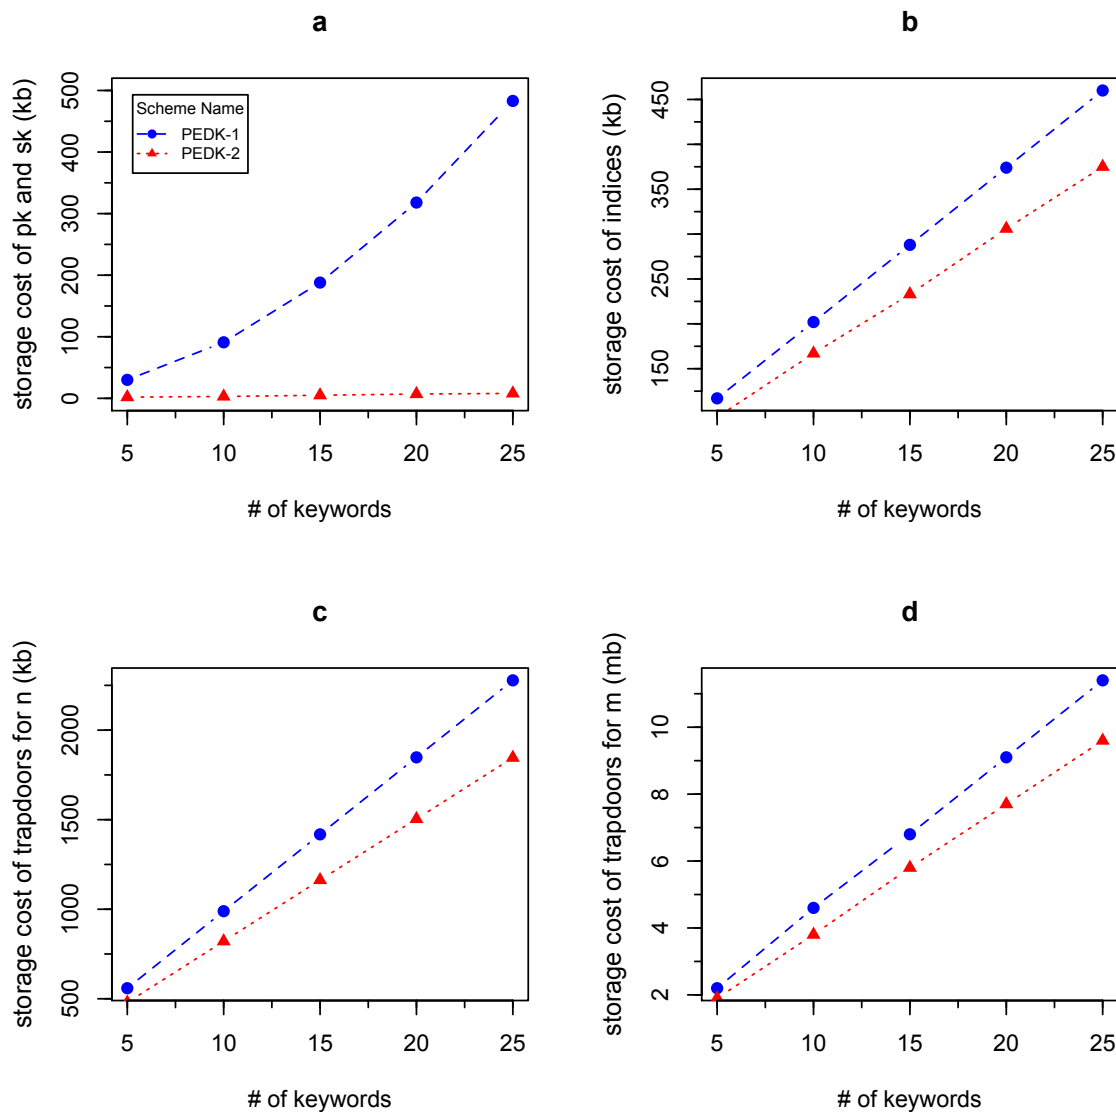 a
storage cost of pk and sk (kb)
500
400
300
200
100
0
Scheme Name
PEDK-1
PEDK-2
5 10 15 20 25
# of keywords
b
storage cost of indices (kb)
450
350
250
150
5 10 15 20 25
# of keywords
c
storage cost of trapdoors for n (kb)
2000
1500
1000
500
5 10 15 20 25
# of keywords
d
storage cost of trapdoors for m (mb)
10
8
6
4
2
5 10 15 20 25
# of keywords